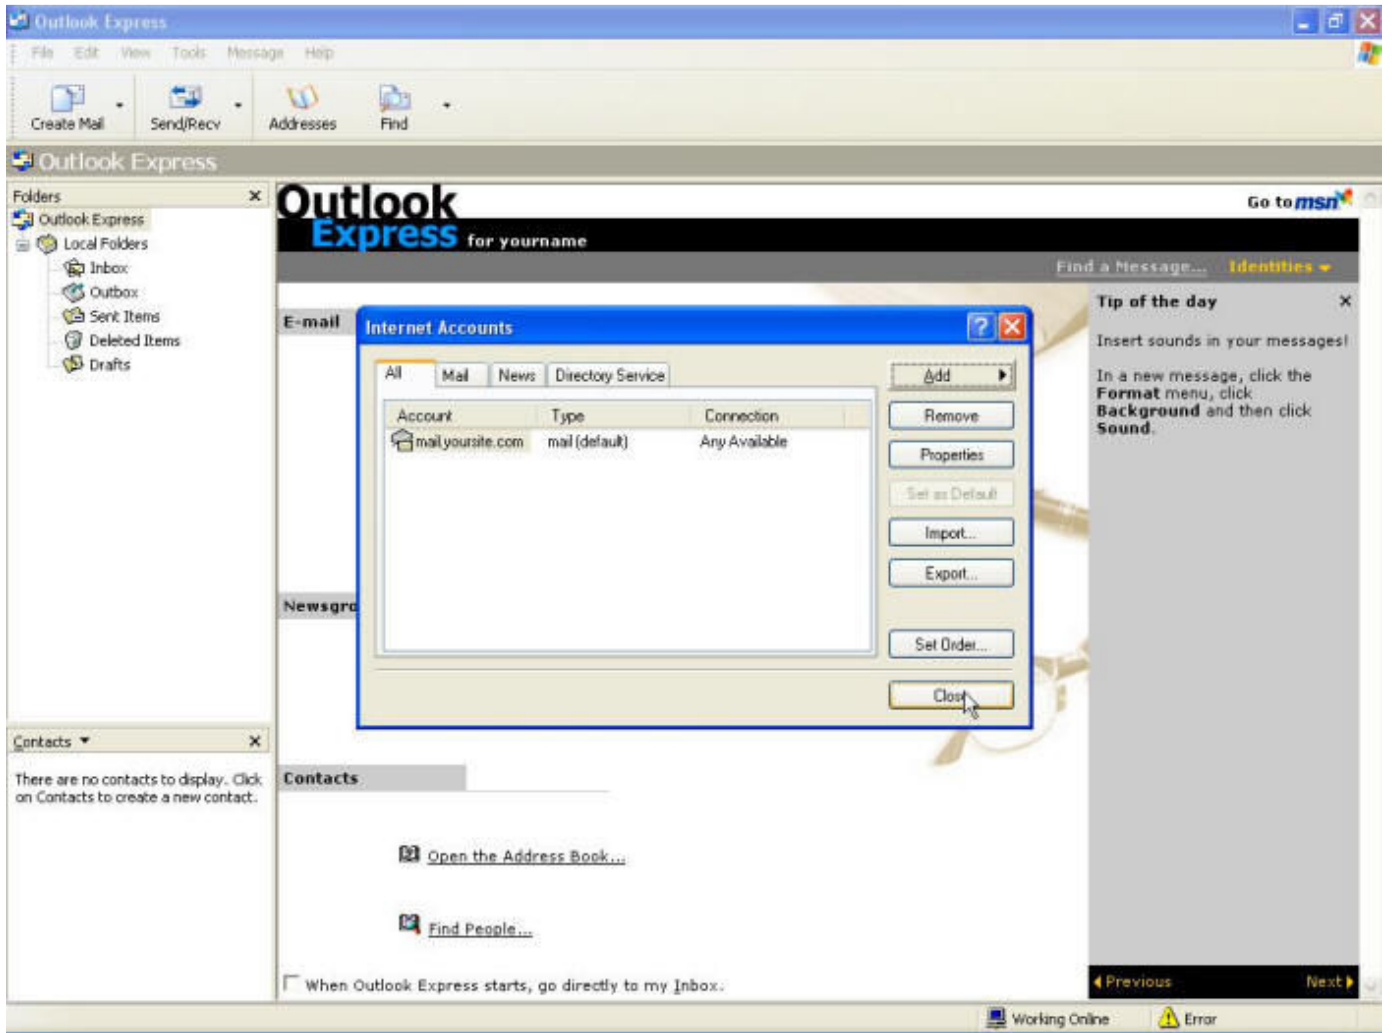 Outlook Express
File Edit View Tools Message Help
Create Mail Send/Recv Addresses Find
Outlook Express
Folders
Outlook Express
Local Folders
Inbox
Outbox
Sent Items
Deleted Items
Drafts
Contacts
There are no contacts to display. Click
on Contacts to create a new contact.
Outlook
Express for yourname
Go to msn
Find a Message... Identities
E-mail
Newsgro
Contacts
Open the Address Book...
Find People...
When Outlook Express starts, go directly to my Inbox.
Internet Accounts
All Mail News Directory Service
Account Type Connection
mail.yoursite.com mail (default) Any Available
Add
Remove
Properties
Set as Default
Import...
Export...
Set Order...
Close
Tip of the day
Insert sounds in your messages!
In a new message, click the
Format menu, click
Background and then click
Sound.
Previous Next
Working Online Error